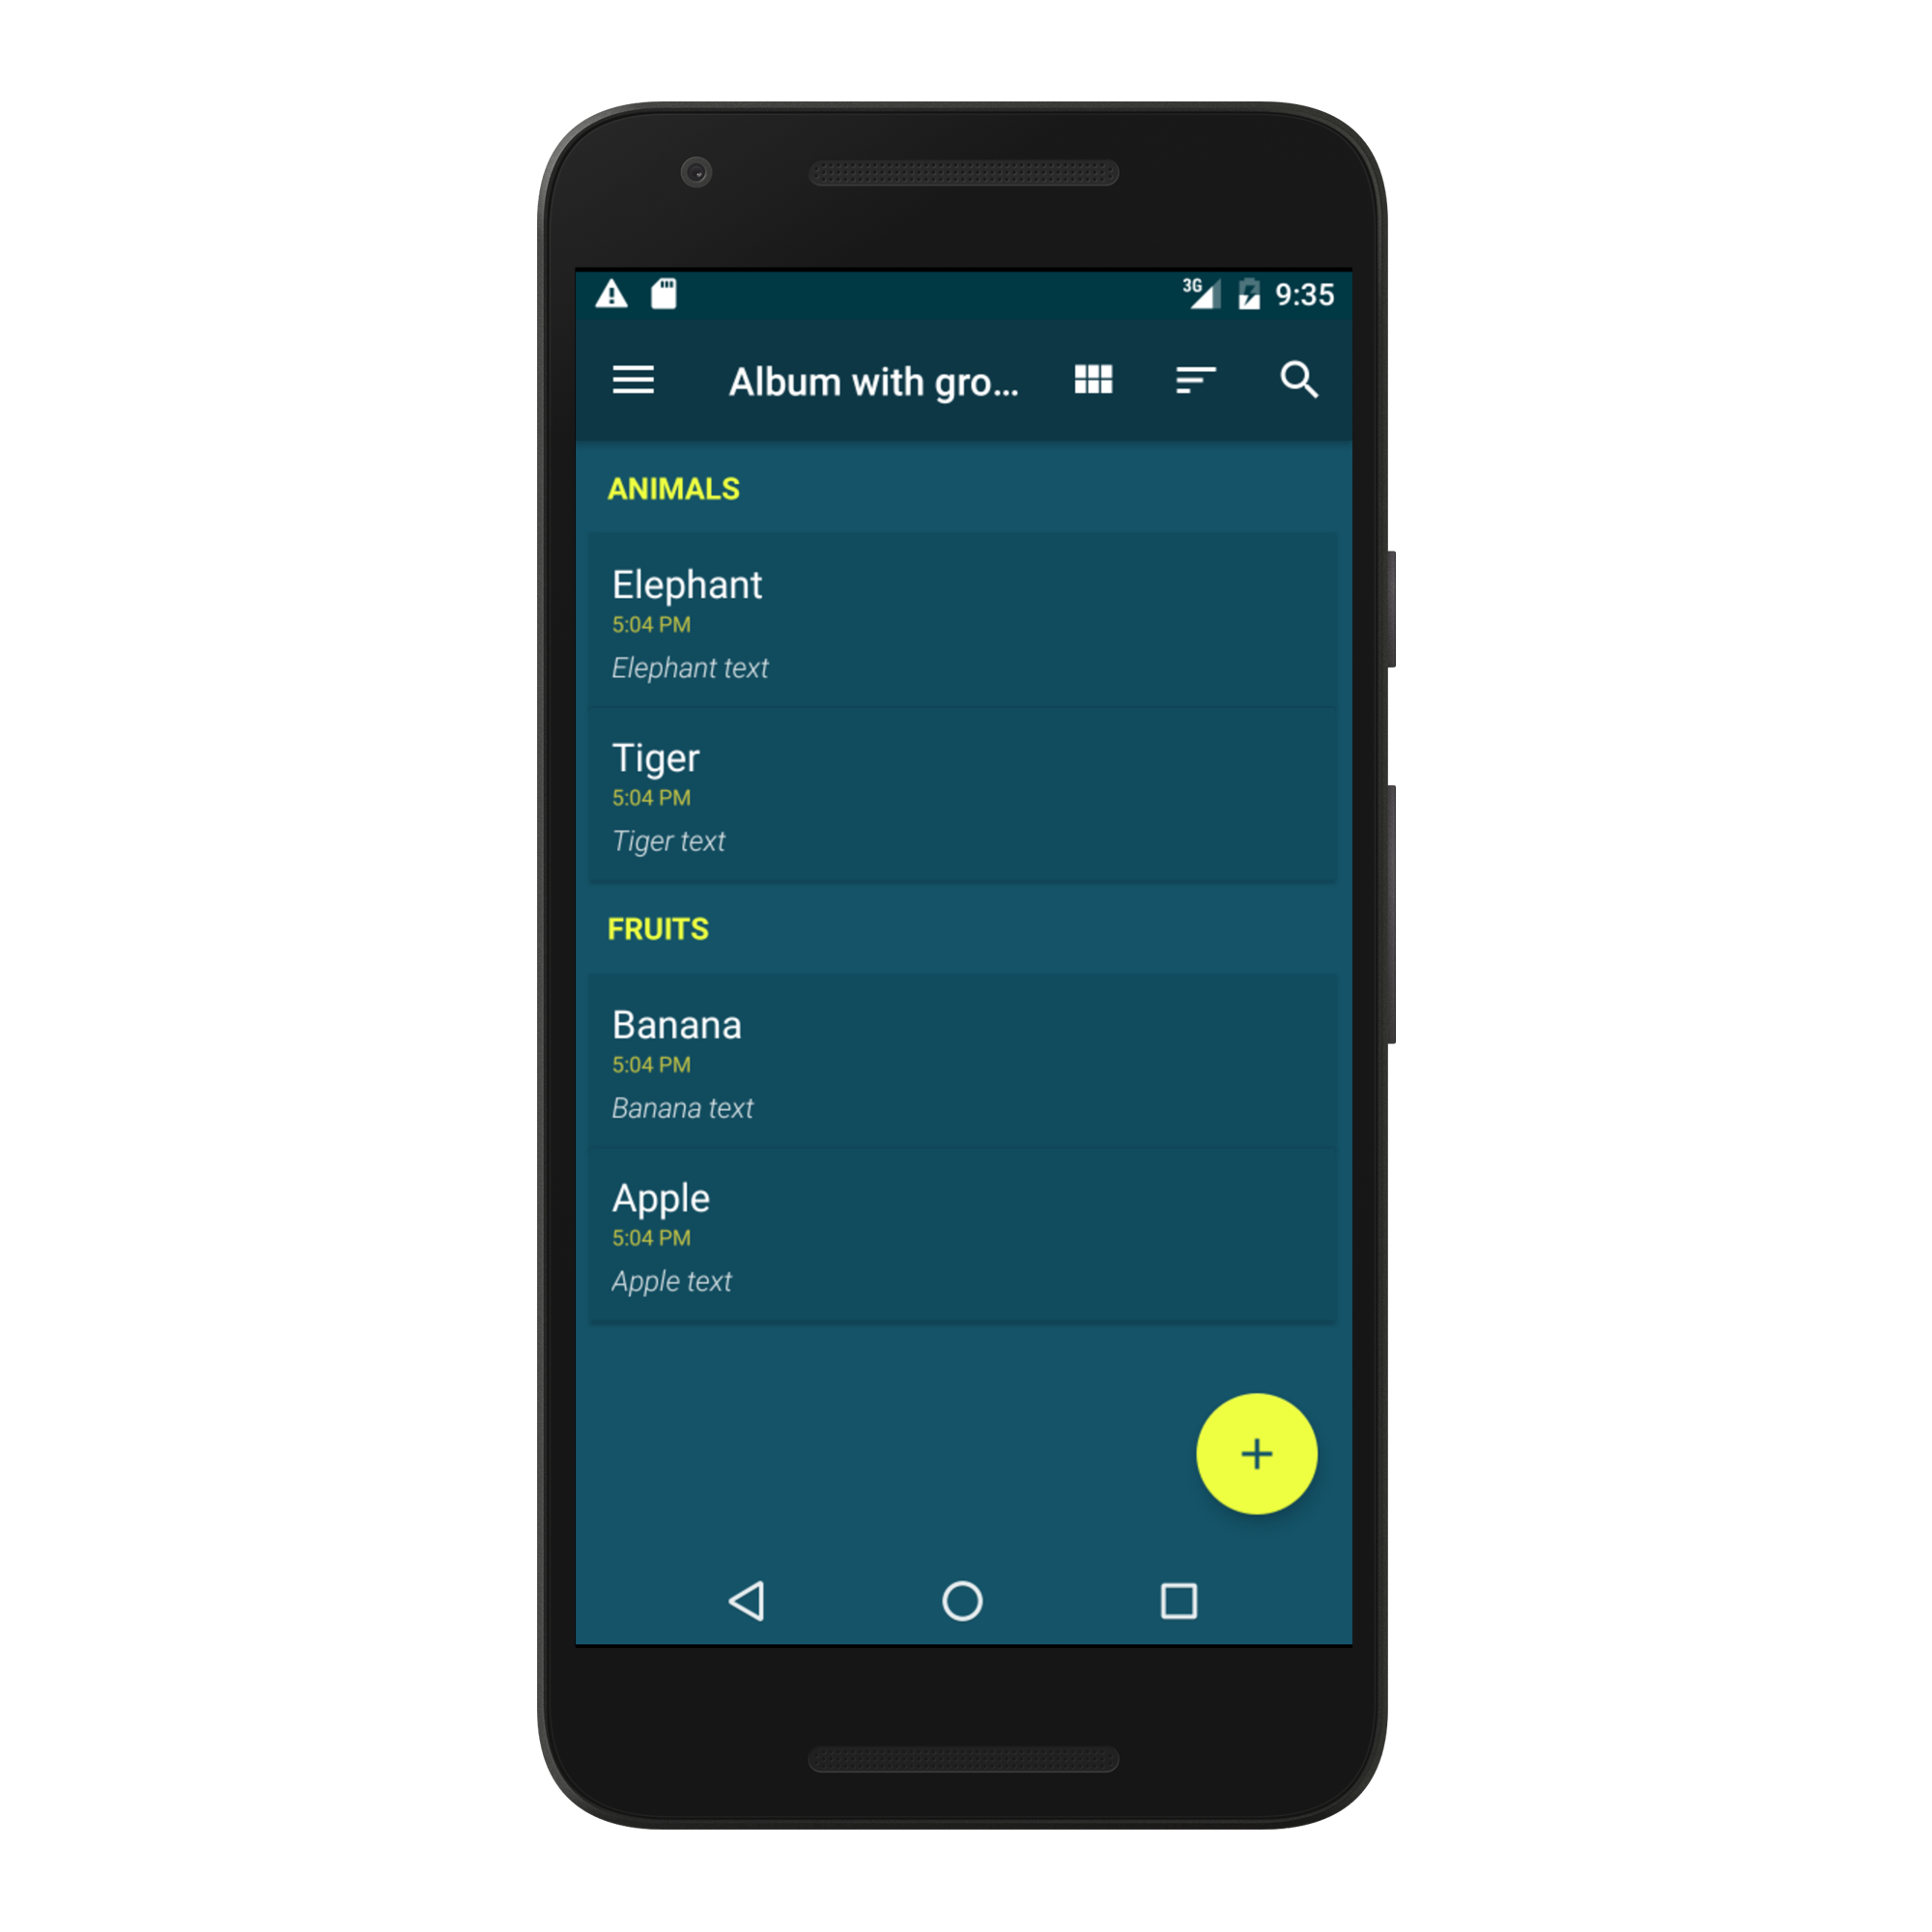 3G 9:35
Album with gro...
ANIMALS
Elephant
5:04 PM
Elephant text
Tiger
5:04 PM
Tiger text
FRUITS
Banana
5:04 PM
Banana text
Apple
5:04 PM
Apple text